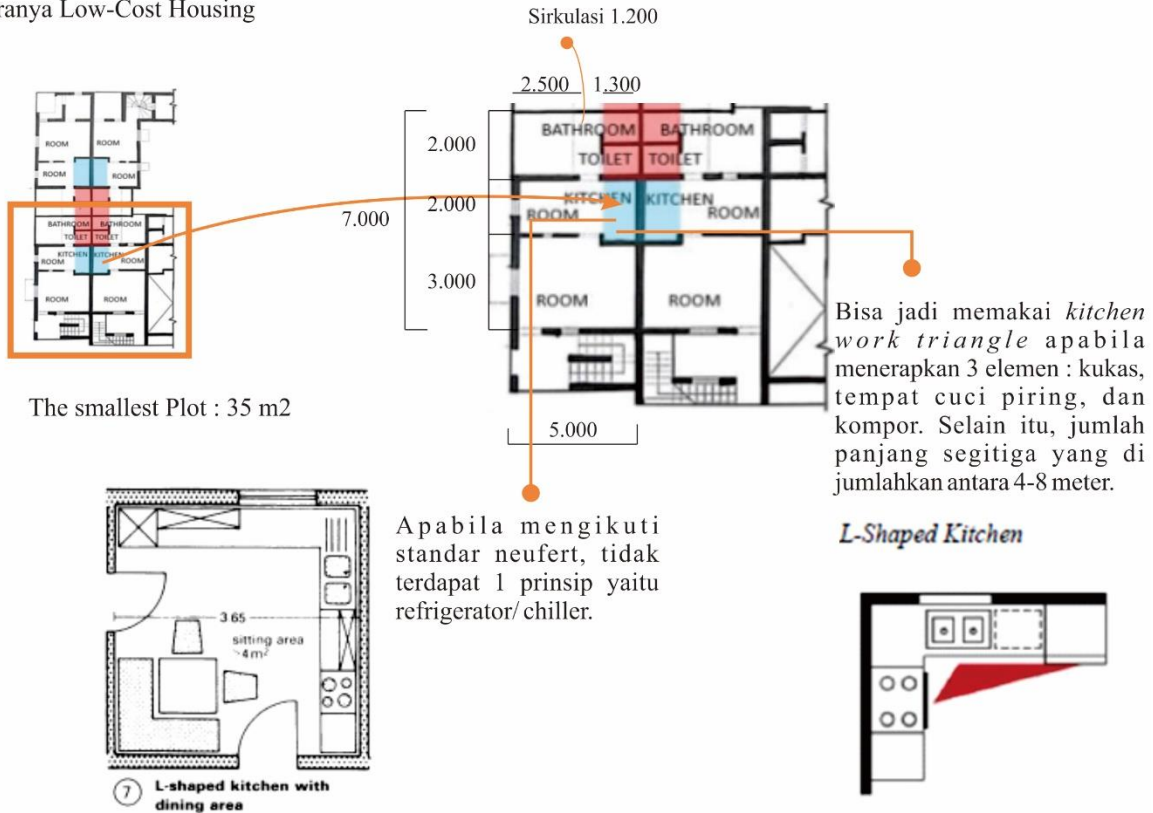 ranya Low-Cost Housing
Sirkulasi 1.200
2.500 1.300
ROOM
ROOM
ROOM
ROOM
BATHROOM BATHROOM
TOILET TOILET
KITCHEN KITCHEN
ROOM ROOM
ROOM ROOM
The smallest Plot : 35 m2
7.000
2.000
2.000
3.000
BATHROOM BATHROOM
TOILET TOILET
KITCHEN KITCHEN
ROOM ROOM
ROOM ROOM
5.000
Bisa jadi memakai kitchen
work triangle apabila
menerapkan 3 elemen : kukas,
tempat cuci piring, dan
kompor. Selain itu, jumlah
panjang segitiga yang di
jumlahkan antara 4-8 meter.
Apabila mengikuti
standar neufert, tidak
terdapat 1 prinsip yaitu
refrigerator/ chiller.
3 65
sitting area
~4m²
7 L-shaped kitchen with
dining area
L-Shaped Kitchen